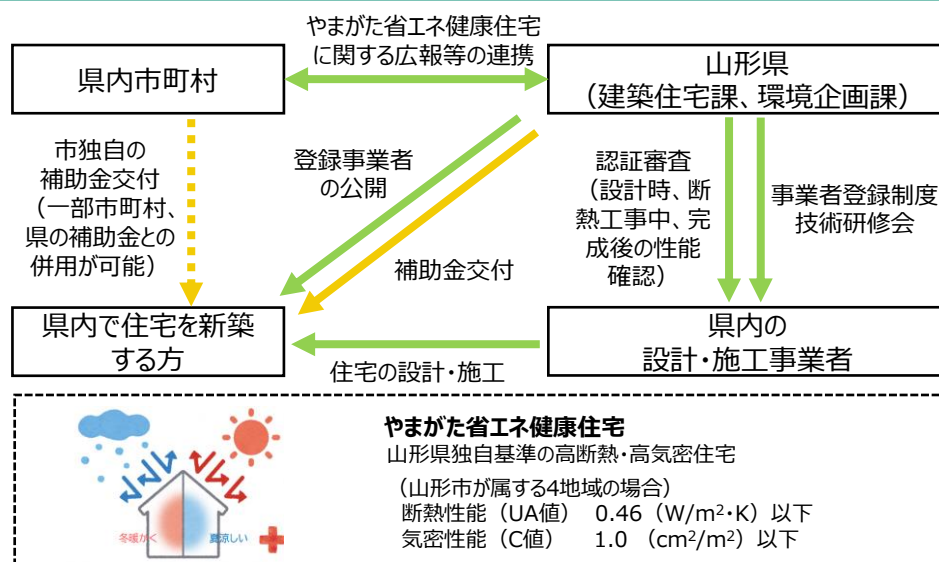 やまがた省エネ健康住宅
に関する広報等の連携
県内市町村
山形県
（建築住宅課、環境企画課）
市独自の
補助金交付
（一部市町村、
県の補助金との
併用が可能）
登録事業者
の公開
補助金交付
認証審査
（設計時、断
熱工事中、完
成後の性能
確認）
事業者登録制度
技術研修会
県内で住宅を新築
する方
住宅の設計・施工
県内の
設計・施工事業者
冬暖かく
夏涼しい
やまがた省エネ健康住宅
山形県独自基準の高断熱・高気密住宅
（山形市が属する4地域の場合）
断熱性能（UA値） 0.46（W/m²・K）以下
気密性能（C値） 1.0（cm²/m²）以下